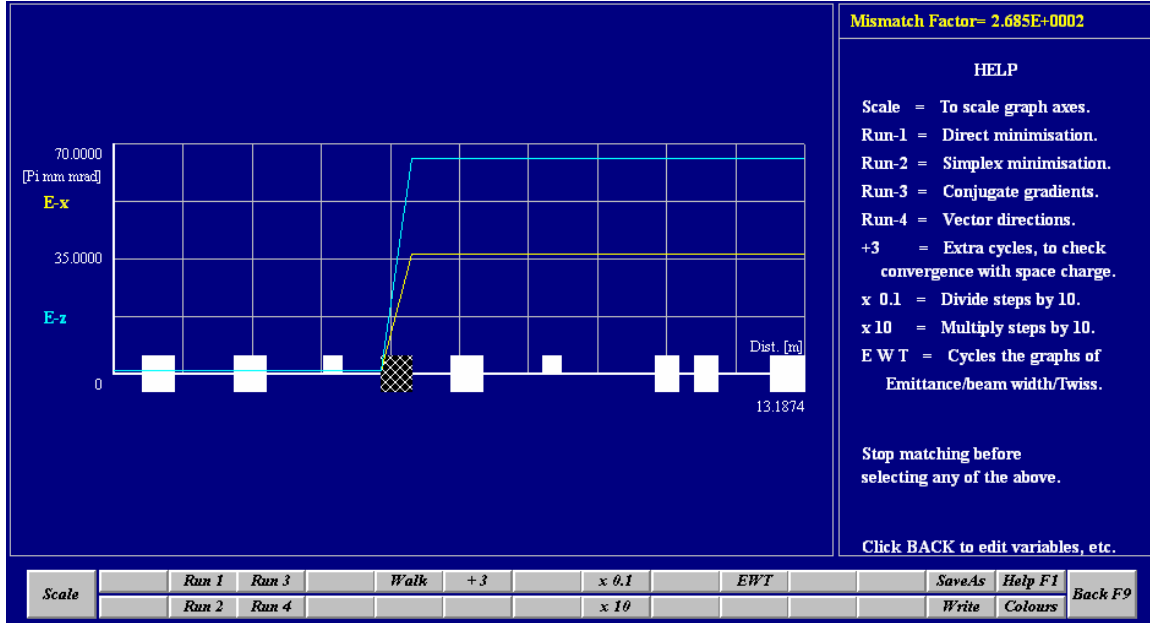 Mismatch Factor= 2.685E+0002
HELP
Scale = To scale graph axes.
Run-1 = Direct minimisation.
Run-2 = Simplex minimisation.
Run-3 = Conjugate gradients.
Run-4 = Vector directions.
+3 = Extra cycles, to check
convergence with space charge.
x 0.1 = Divide steps by 10.
x 10 = Multiply steps by 10.
E W T = Cycles the graphs of
Emittance/beam width/Twiss.
Stop matching before
selecting any of the above.
Click BACK to edit variables, etc.
70.0000
[Pi mm mrad]
E-x
35.0000
E-z
0
Dist. [m]
13.1874
Scale
Run 1 Run 3 Walk +3 x 0.1 EWT SaveAs Help F1
Run 2 Run 4 x 10 Write Colours
Back F9